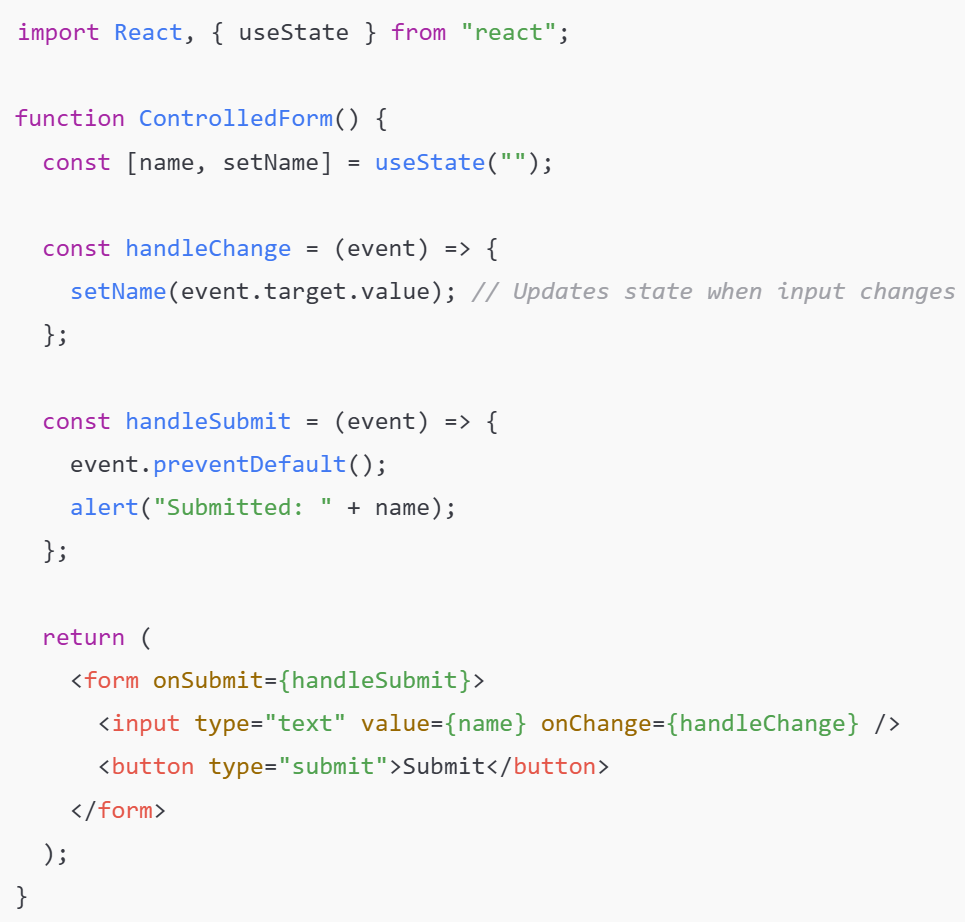 import React, { useState } from "react";
function ControlledForm() {
const [name, setName] = useState("");
const handleChange = (event) => {
setName(event.target.value); // Updates state when input changes
};
const handleSubmit = (event) => {
event.preventDefault();
alert("Submitted: " + name);
};
return (
<form onSubmit={handleSubmit}>
<input type="text" value={name} onChange={handleChange} />
<button type="submit">Submit</button>
</form>
);
}